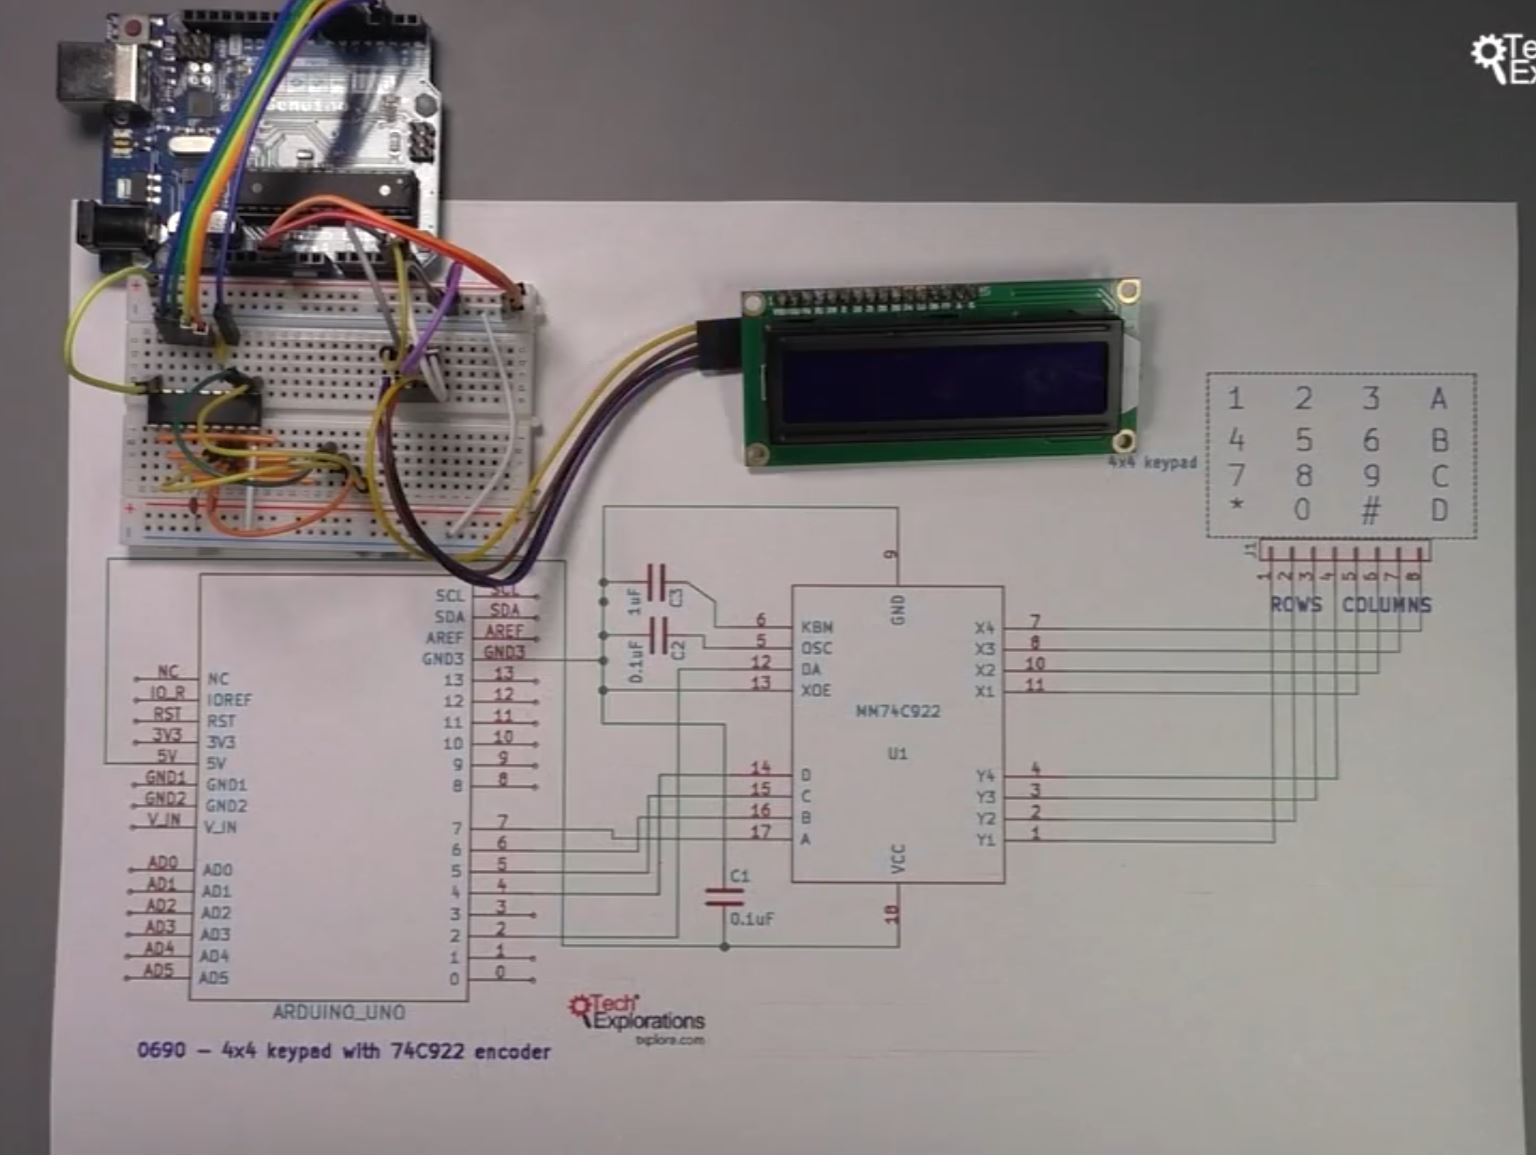 Te
Ex
Genuino
1 2 3 A
4 5 6 B
7 8 9 C
* 0 # D
4x4 keypad
J1
1 2 3 4 5 6 7 8
ROWS COLUMNS
SCL SCL
SDA SDA
AREF AREF
GND3 GND3
13 13
12 12
11 11
10 10
9 9
8 8
7 7
6 6
5 5
4 4
3 3
2 2
1 1
0 0
NC NC
IO_R IOREF
RST RST
3V3 3V3
5V 5V
GND1 GND1
GND2 GND2
V_IN V_IN
AD0 AD0
AD1 AD1
AD2 AD2
AD3 AD3
AD4 AD4
AD5 AD5
ARDUINO_UNO
1uF C3
0.1uF C2
C1
0.1uF
9
GND
6 KBM
5 OSC
12 DA
13 XOE
14 D
15 C
16 B
17 A
MM74C922
U1
X4 7
X3 8
X2 10
X1 11
Y4 4
Y3 3
Y2 2
Y1 1
VCC
18
Tech
Explorations
txplore.com
0690 – 4x4 keypad with 74C922 encoder